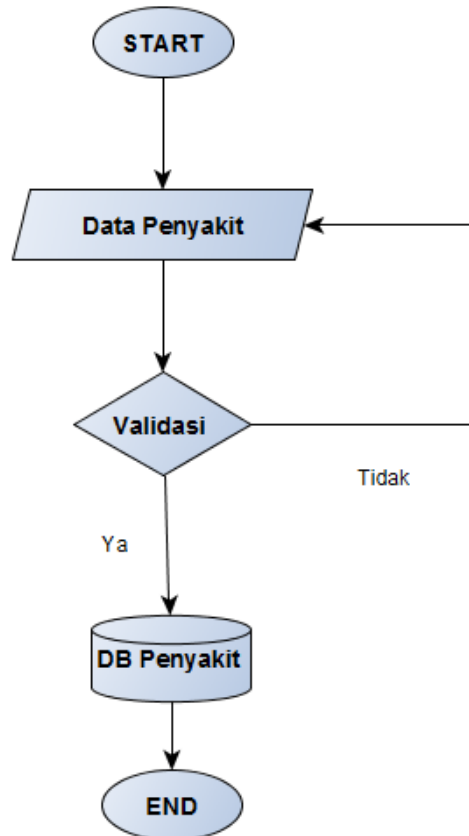 START
Data Penyakit
Validasi
Tidak
Ya
DB Penyakit
END